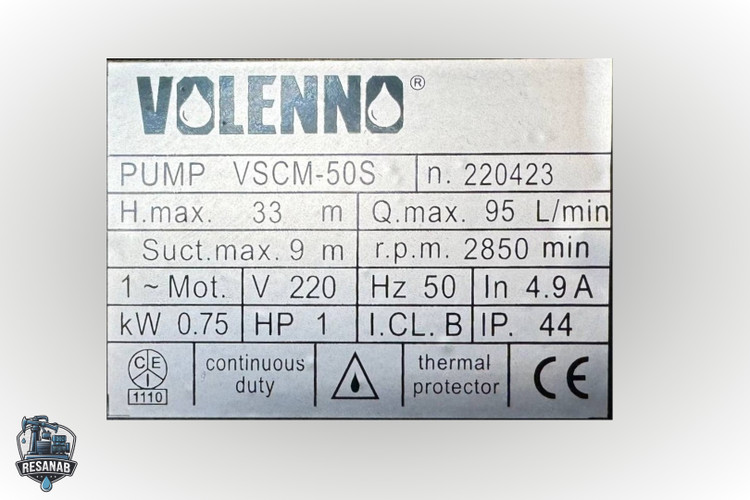 VOLENNO®
PUMP VSCM-50S n. 220423
H.max. 33 m Q.max. 95 L/min
Suct.max. 9 m r.p.m. 2850 min
1 ~ Mot. V 220 Hz 50 In 4.9 A
kW 0.75 HP 1 I.CL. B IP. 44
CEI
1110
continuous
duty
thermal
protector
CE
RESANAB